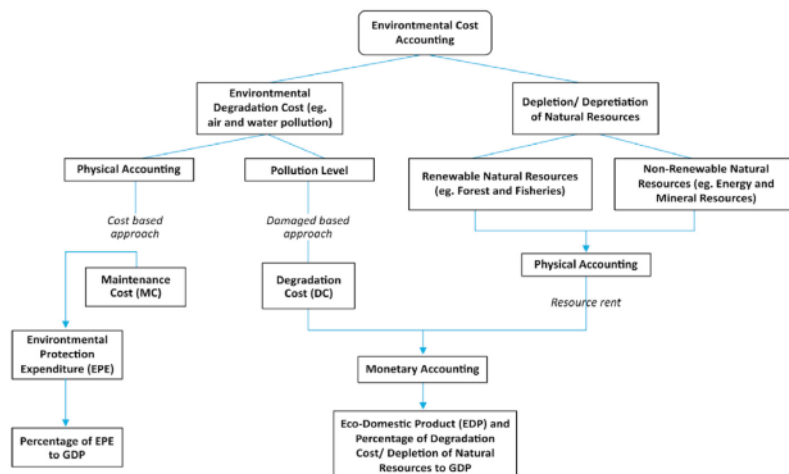 Environtmental Cost
Accounting
Environtmental
Degradation Cost (eg.
air and water pollution)
Depletion/ Depretiation
of Natural Resources
Physical Accounting
Pollution Level
Renewable Natural Resources
(eg. Forest and Fisheries)
Non-Renewable Natural
Resources (eg. Energy and
Mineral Resources)
Cost based
approach
Damaged based
approach
Physical Accounting
Maintenance
Cost (MC)
Degradation
Cost (DC)
Resource rent
Environtmental
Protection
Expenditure (EPE)
Monetary Accounting
Percentage of EPE
to GDP
Eco-Domestic Product (EDP) and
Percentage of Degradation
Cost/ Depletion of Natural
Resources to GDP